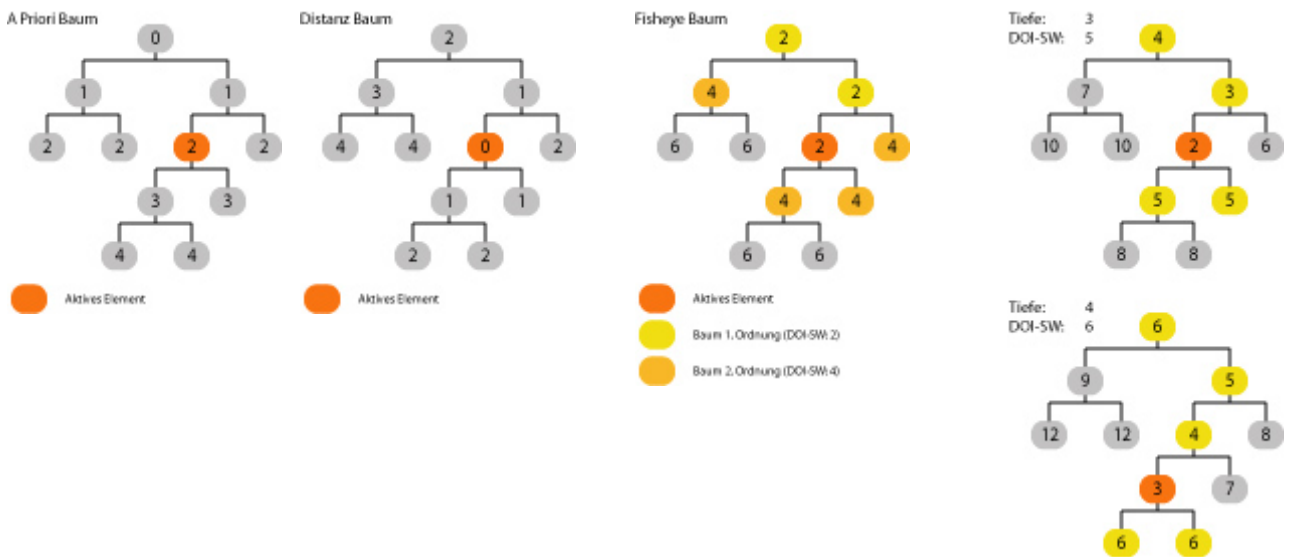 A Priori Baum
0
1 1
2 2 2 2
3 3
4 4
Aktives Element
Distanz Baum
2
3 1
4 4 0 2
1 1
2 2
Aktives Element
Fisheye Baum
2
4 2
6 6 2 4
4 4
6 6
Aktives Element
Baum 1. Ordnung (DOI-SW: 2)
Baum 2. Ordnung (DOI-SW: 4)
Tiefe: 3
DOI-SW: 5
4
7 3
10 10 2 6
5 5
8 8
Tiefe: 4
DOI-SW: 6
6
9 5
12 12 4 8
3 7
6 6